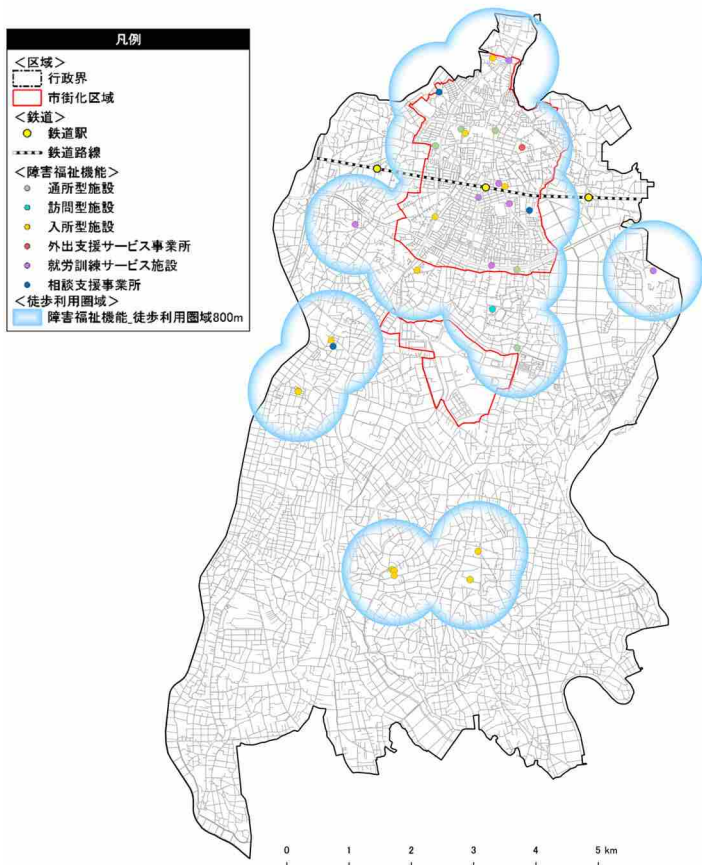 凡例
＜区域＞
行政界
市街化区域
＜鉄道＞
鉄道駅
鉄道路線
＜障害福祉機能＞
通所型施設
訪問型施設
入所型施設
外出支援サービス事業所
就労訓練サービス施設
相談支援事業所
＜徒歩利用圏域＞
障害福祉機能_徒歩利用圏域800m
0 1 2 3 4 5 km